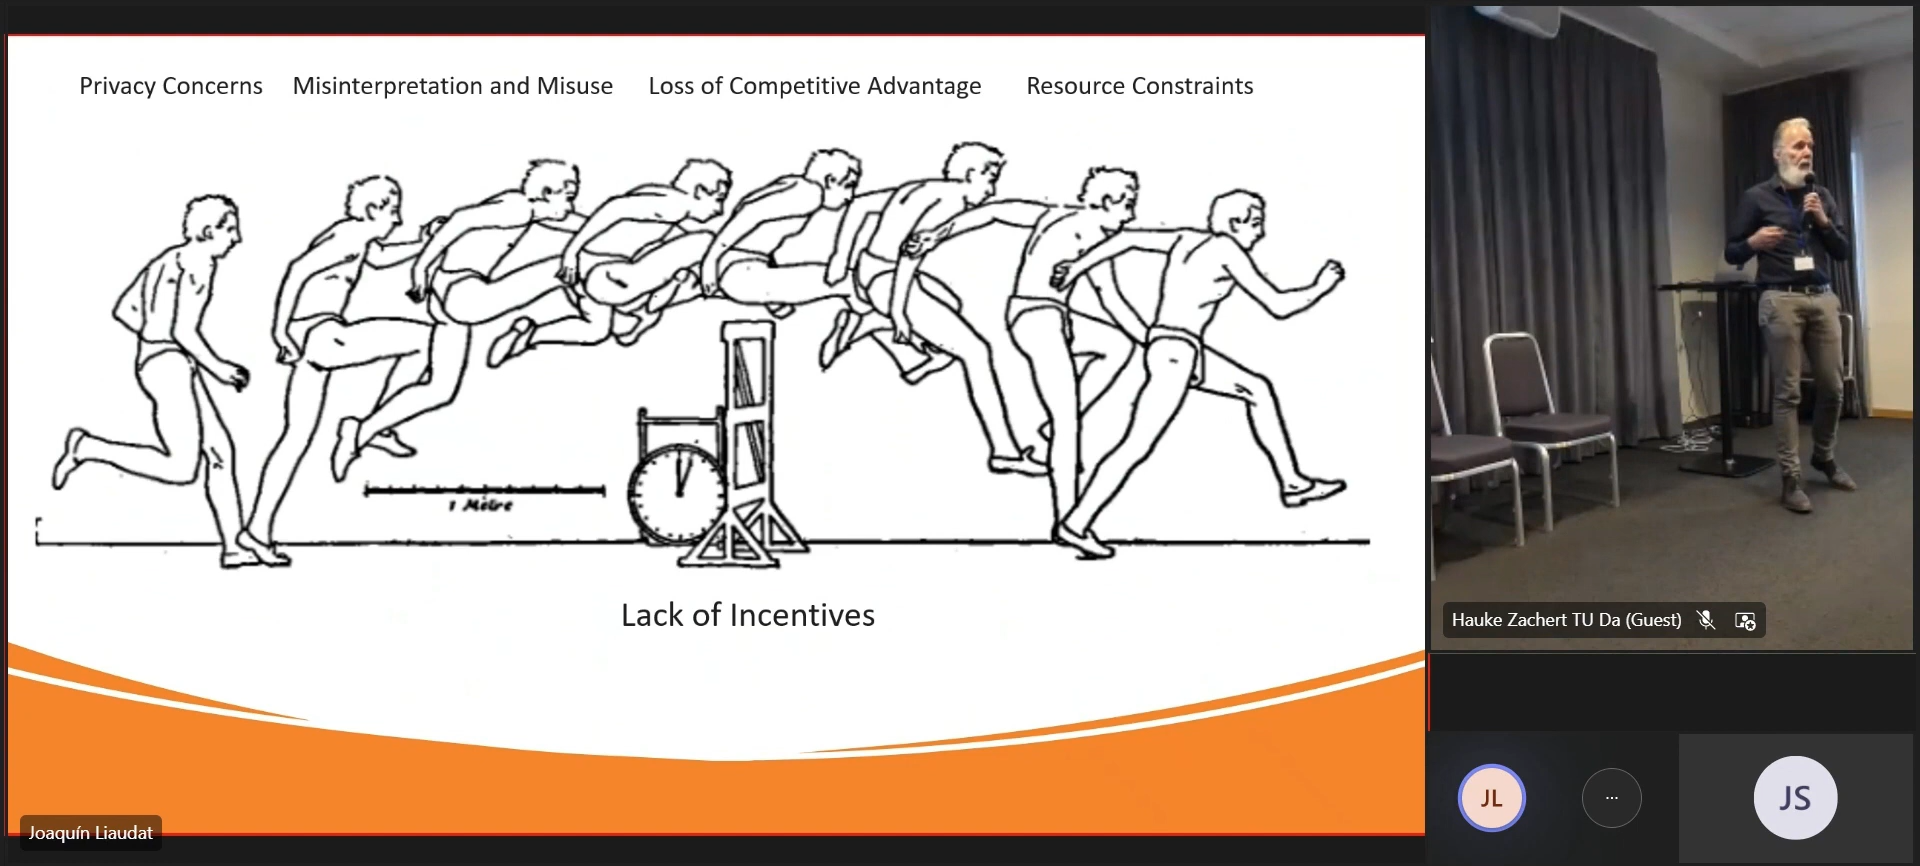 Privacy Concerns Misinterpretation and Misuse Loss of Competitive Advantage Resource Constraints
1 Mètre
Lack of Incentives
Joaquín Liaudat
Hauke Zachert TU Da (Guest)
JL
...
JS